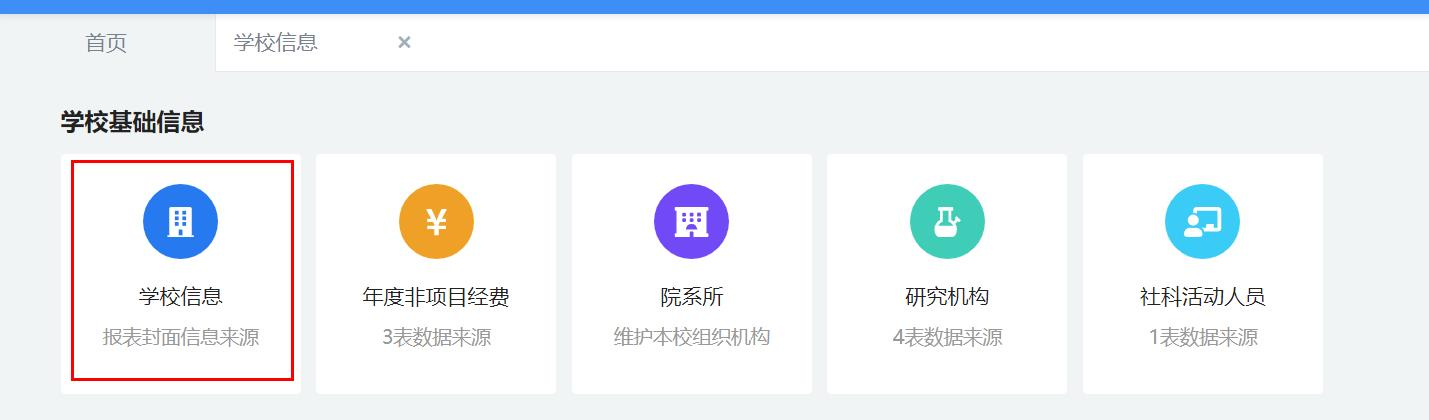 首页
学校信息
学校基础信息
学校信息
报表封面信息来源
年度非项目经费
3表数据来源
院系所
维护本校组织机构
研究机构
4表数据来源
社科活动人员
1表数据来源